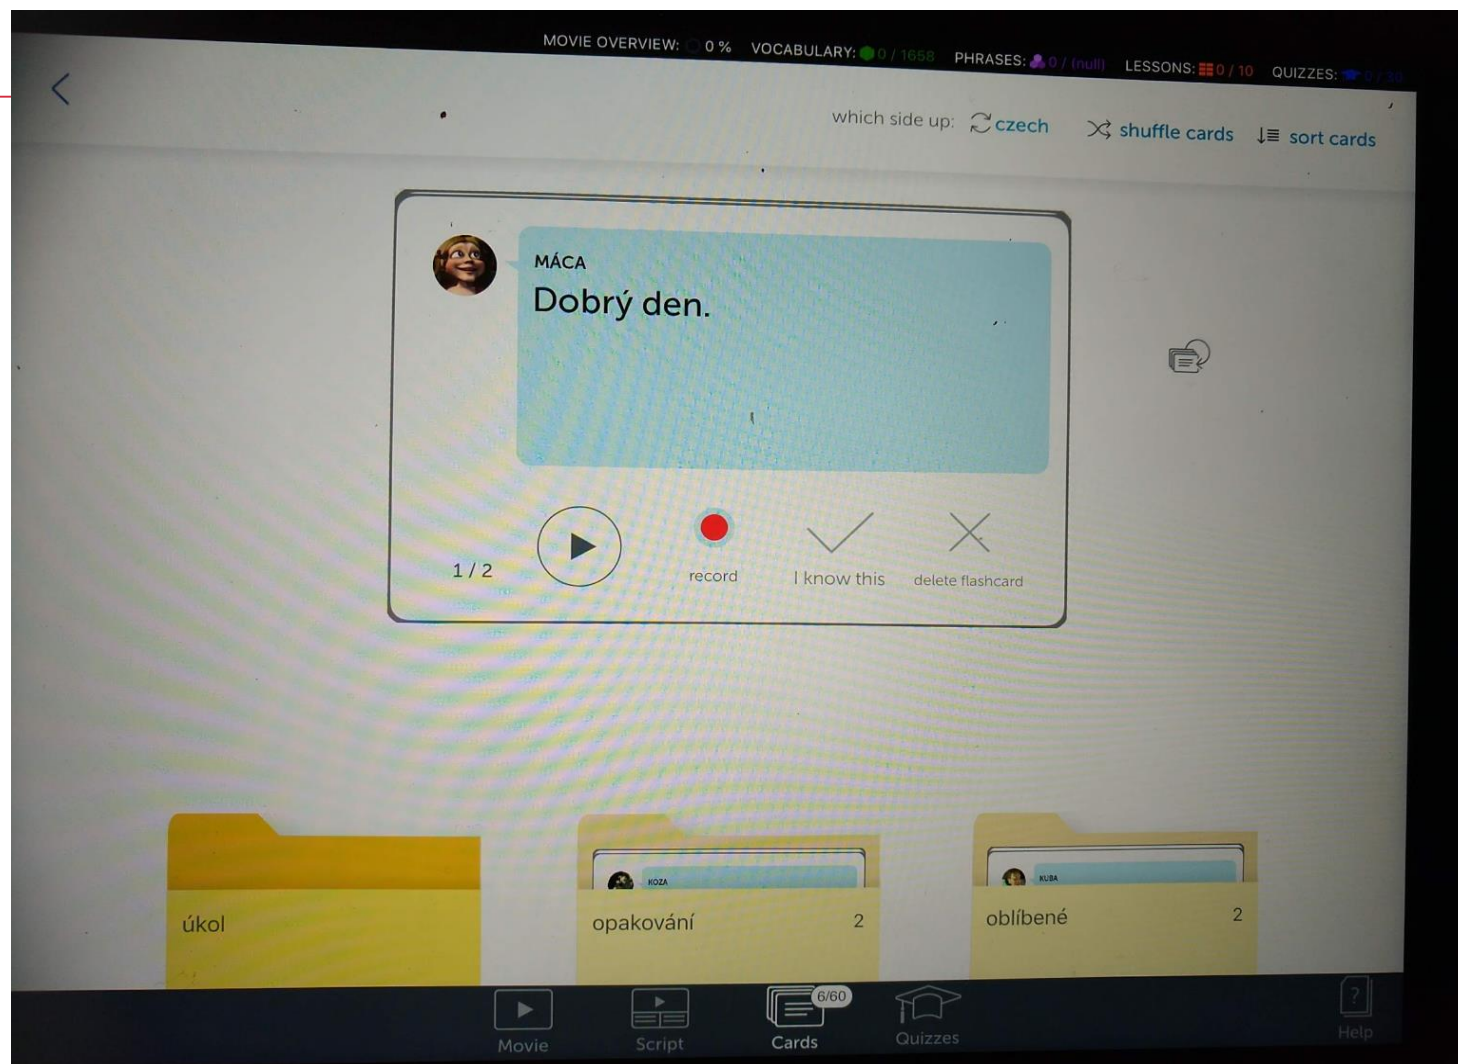 MOVIE OVERVIEW: 0 % VOCABULARY: 0 / 1658 PHRASES: 0 / (null) LESSONS: 0 / 10 QUIZZES: 0 / 30
which side up: czech shuffle cards sort cards
MÁCA
Dobrý den.
1 / 2
record
I know this
delete flashcard
KOZA
KUBA
úkol
opakování 2
oblíbené 2
6/60
Movie
Script
Cards
Quizzes
?
Help